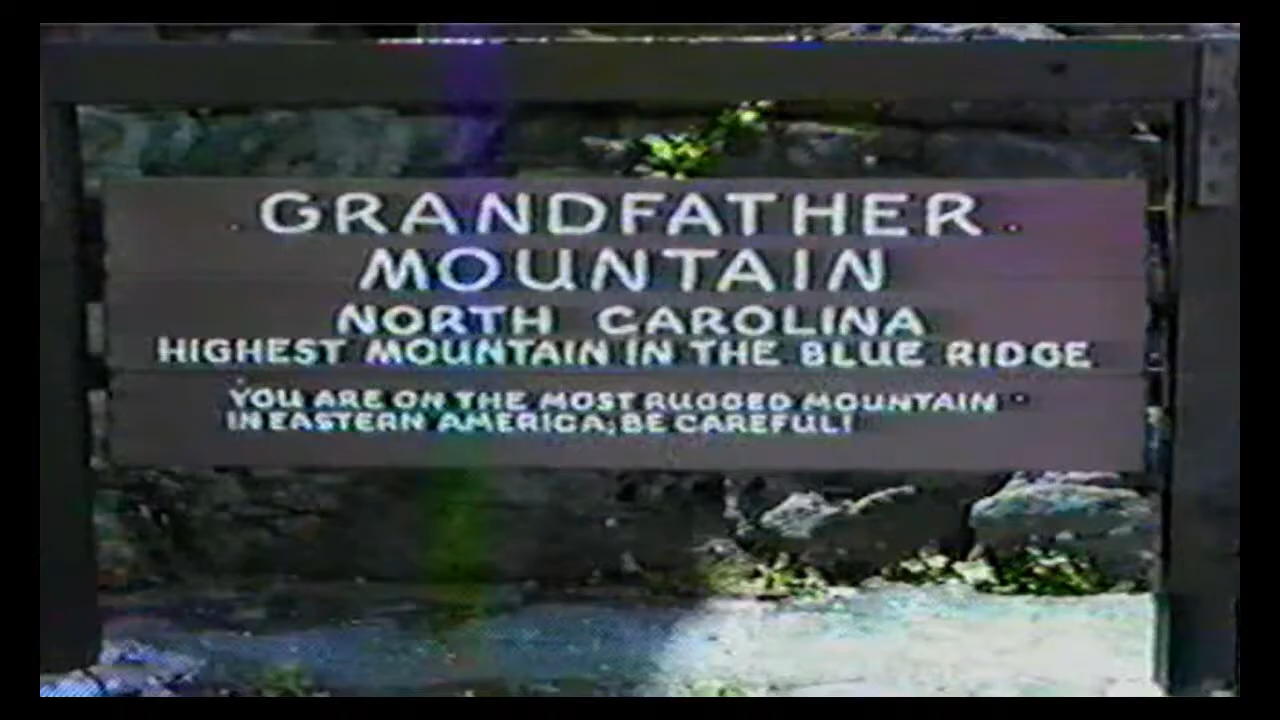 GRANDFATHER
MOUNTAIN
NORTH CAROLINA
HIGHEST MOUNTAIN IN THE BLUE RIDGE
YOU ARE ON THE MOST RUGGED MOUNTAIN
IN EASTERN AMERICA; BE CAREFUL!